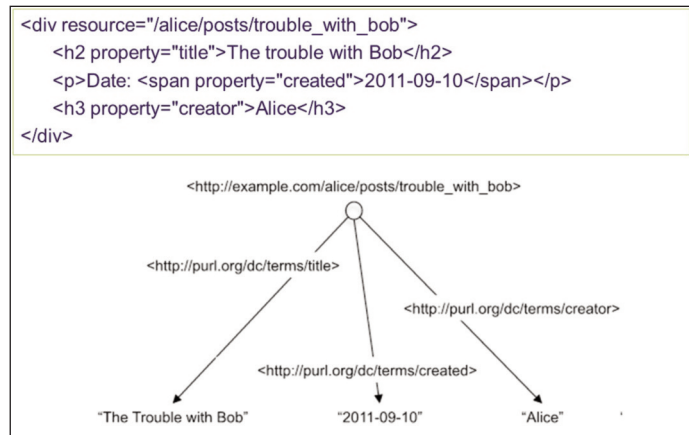 <div resource="/alice/posts/trouble_with_bob">
<h2 property="title">The trouble with Bob</h2>
<p>Date: <span property="created">2011-09-10</span></p>
<h3 property="creator">Alice</h3>
</div>
<http://example.com/alice/posts/trouble_with_bob>
<http://purl.org/dc/terms/title>
<http://purl.org/dc/terms/creator>
<http://purl.org/dc/terms/created>
“The Trouble with Bob” “2011-09-10” “Alice” ‘